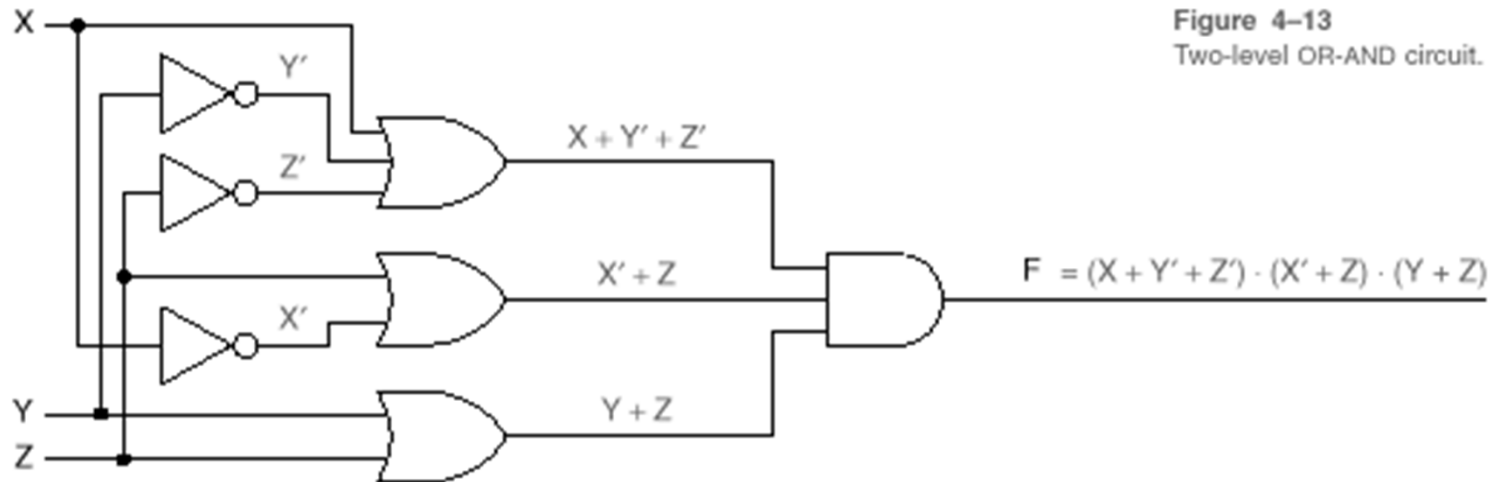 X
Figure 4–13
Two-level OR-AND circuit.
Y′
X + Y′ + Z′
Z′
X′ + Z
F = (X + Y′ + Z′) · (X′ + Z) · (Y + Z)
X′
Y
Y + Z
Z